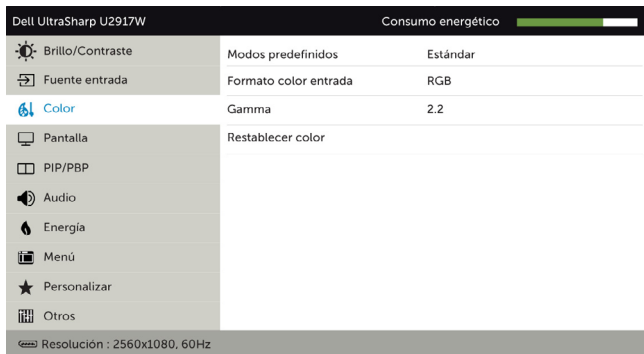 Dell UltraSharp U2917W Consumo energético
Brillo/Contraste
Fuente entrada
Color
Pantalla
PIP/PBP
Audio
Energía
Menú
Personalizar
Otros
Modos predefinidos Estándar
Formato color entrada RGB
Gamma 2.2
Restablecer color
Resolución : 2560x1080, 60Hz